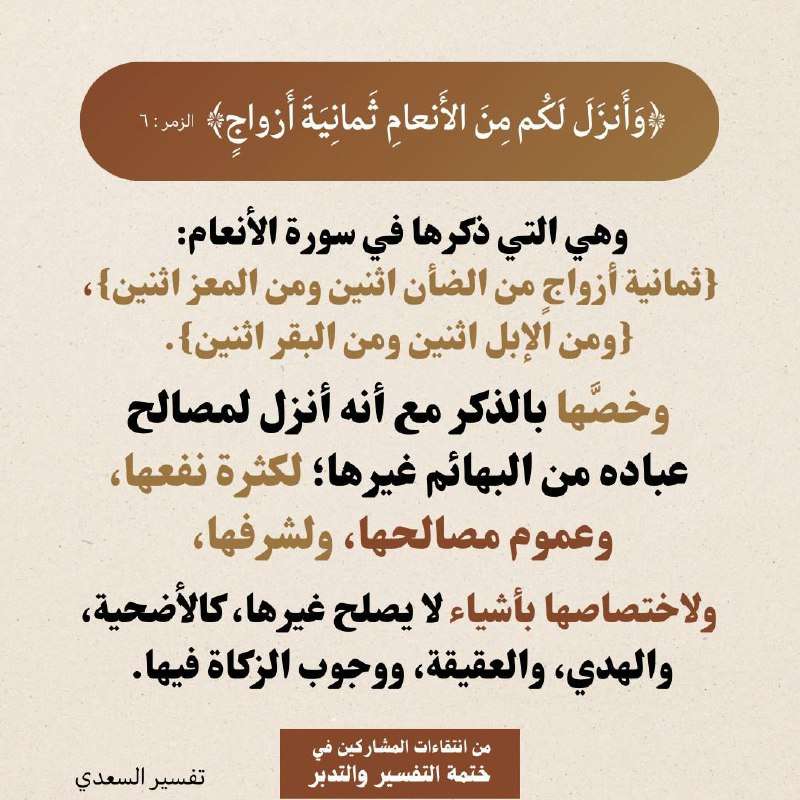 ﴿وَأَنزَلَ لَكُم مِنَ الأَنعامِ ثَمانِيَةَ أَزواجٍ﴾ الزمر : ٦
وهي التي ذكرها في سورة الأنعام:
{ثمانية أزواجٍ من الضأن اثنين ومن المعز اثنين}،
{ومن الإبل اثنين ومن البقر اثنين}.
وخصَّها بالذكر مع أنه أنزل لمصالح
عباده من البهائم غيرها؛ لكثرة نفعها،
وعموم مصالحها، ولشرفها،
ولاختصاصها بأشياء لا يصلح غيرها، كالأضحية،
والهدي، والعقيقة، ووجوب الزكاة فيها.
من انتقاءات المشاركين في
ختمة التفسير والتدبر
تفسير السعدي